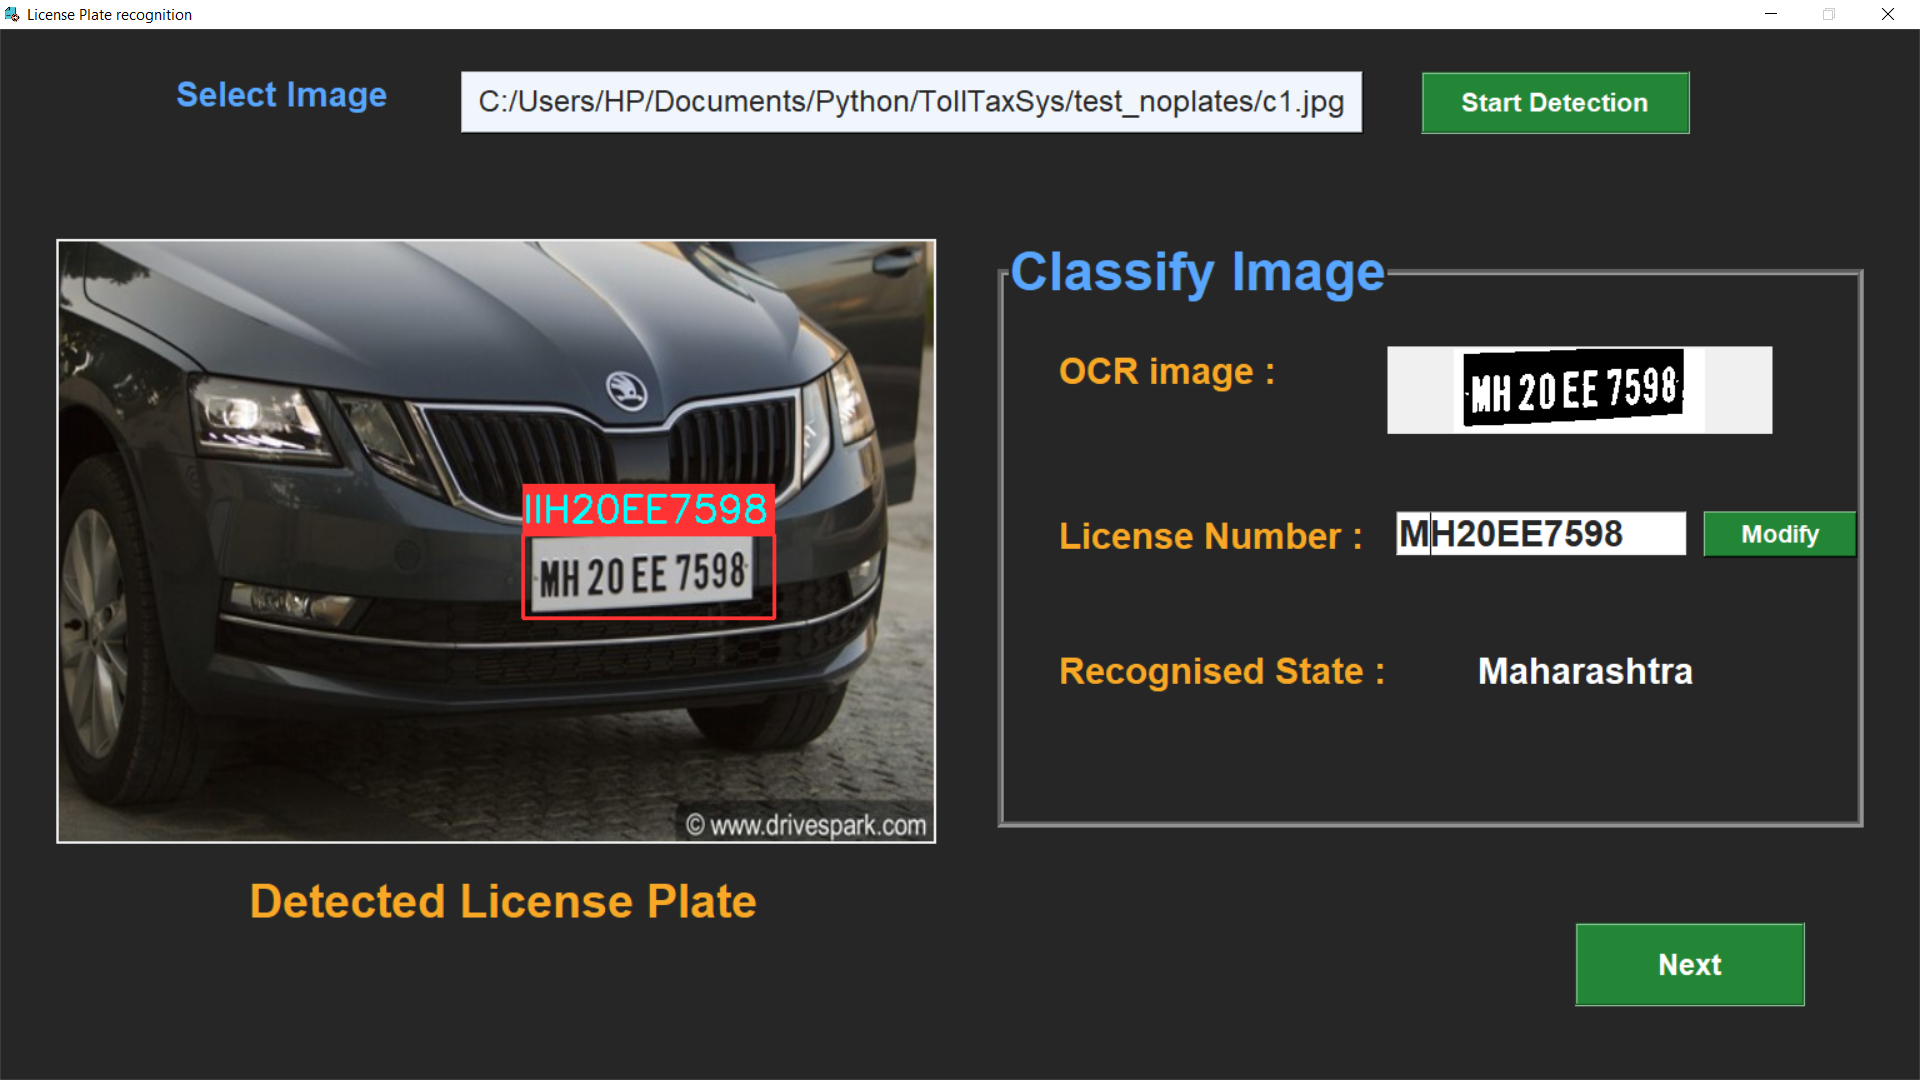 License Plate recognition
Select Image
C:/Users/HP/Documents/Python/TollTaxSys/test_noplates/c1.jpg
Start Detection
Classify Image
OCR image :
MH 20 EE 7598
IIH20EE7598
MH 20 EE 7598
License Number :
MH20EE7598
Modify
Recognised State :
Maharashtra
© www.drivespark.com
Detected License Plate
Next